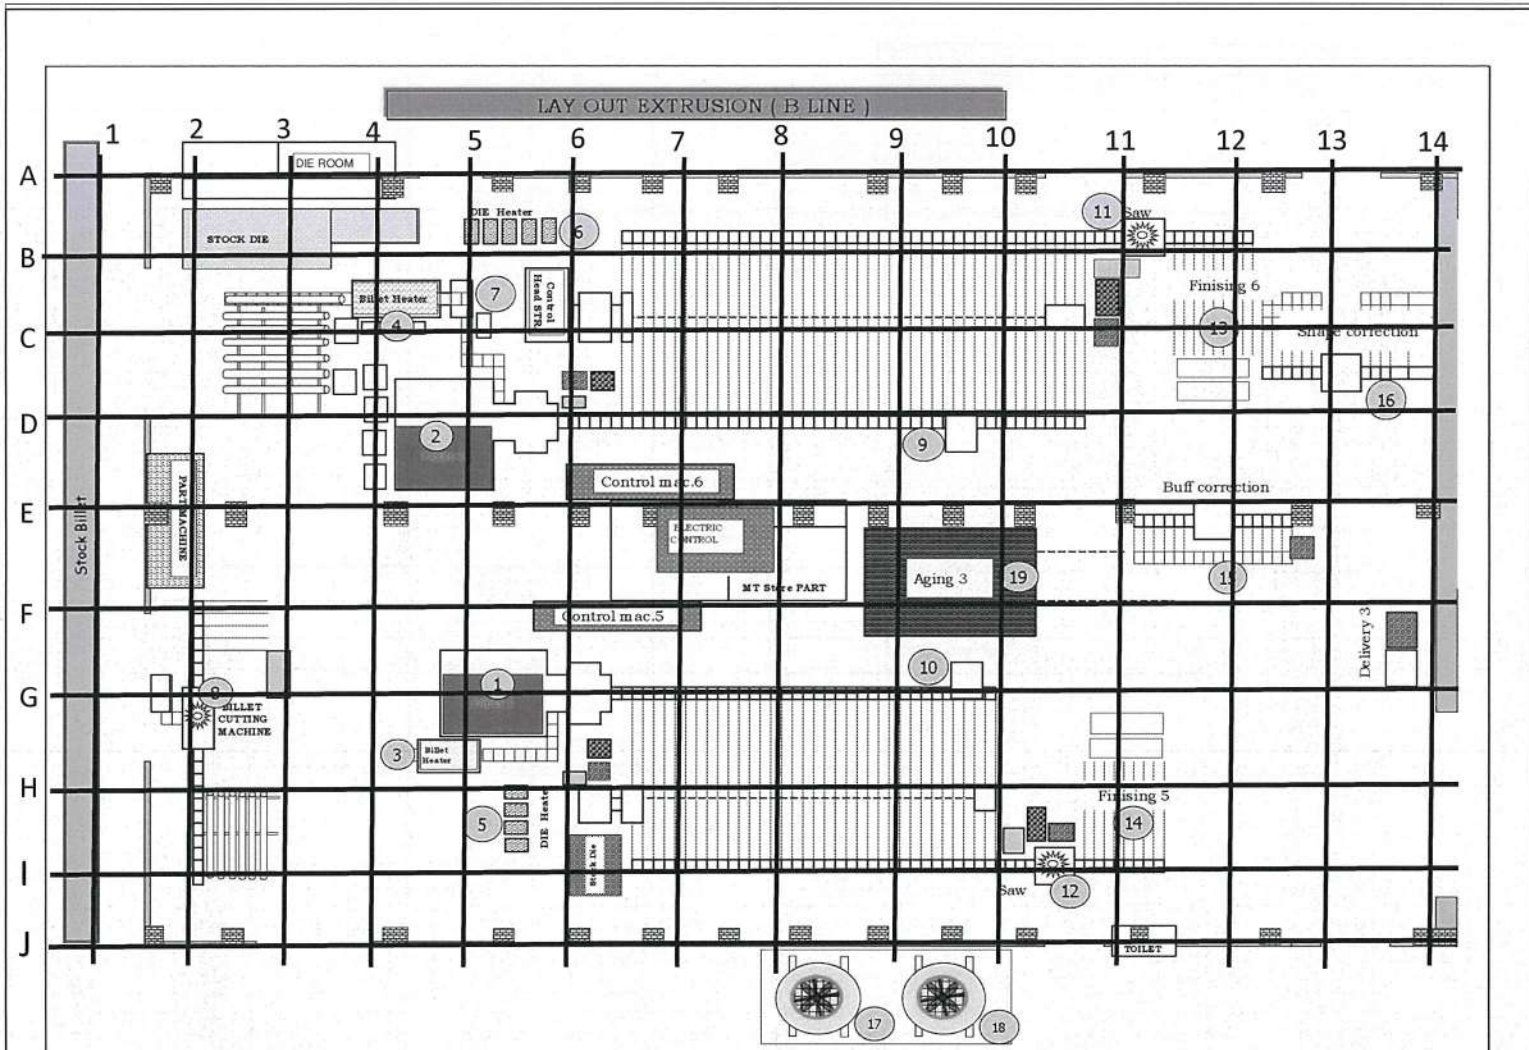 LAY OUT EXTRUSION ( B LINE )
1 2 3 4 5 6 7 8 9 10 11 12 13 14
DIE ROOM
A
DIE Heater
6
11
Saw
STOCK DIE
B
Billet Heater
7
Control
Head STR.
Finising 6
4
C
13
Shape correction
16
D
2
9
PART MACHINE
Control mac.6
Buff correction
E
Stock Billet
ELECTRIC
CONTROL
Aging 3
19
15
MT Store PART
F
Control mac.5
Delivery 3
10
1
G
8
BILLET
CUTTING
MACHINE
3
Billet
Heater
H
Finising 5
5
DIE Heater
14
Stock Die
I
Saw
12
J
TOILET
17
18